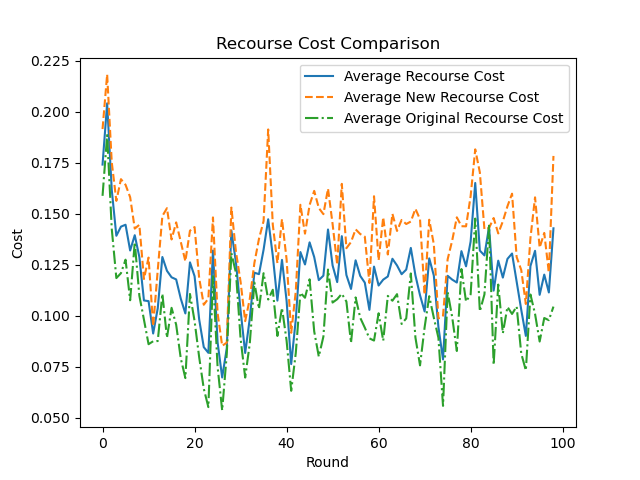 Recourse Cost Comparison
Average Recourse Cost
Average New Recourse Cost
Average Original Recourse Cost
0.225
0.200
0.175
0.150
0.125
0.100
0.075
0.050
Cost
0
20
40
60
80
100
Round